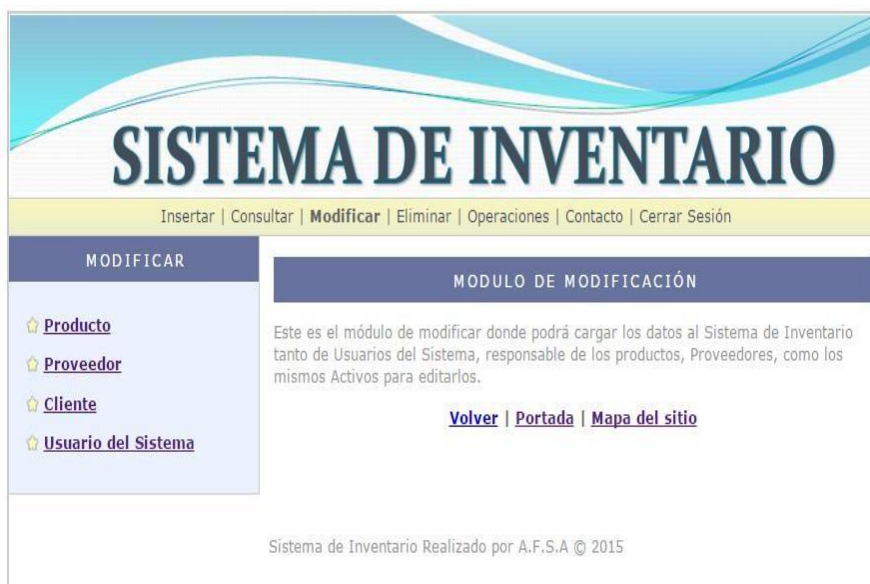 SISTEMA DE INVENTARIO
Insertar | Consultar | Modificar | Eliminar | Operaciones | Contacto | Cerrar Sesión
MODIFICAR
Producto
Proveedor
Cliente
Usuario del Sistema
MODULO DE MODIFICACIÓN
Este es el módulo de modificar donde podrá cargar los datos al Sistema de Inventario
tanto de Usuarios del Sistema, responsable de los productos, Proveedores, como los
mismos Activos para editarlos.
Volver | Portada | Mapa del sitio
Sistema de Inventario Realizado por A.F.S.A © 2015